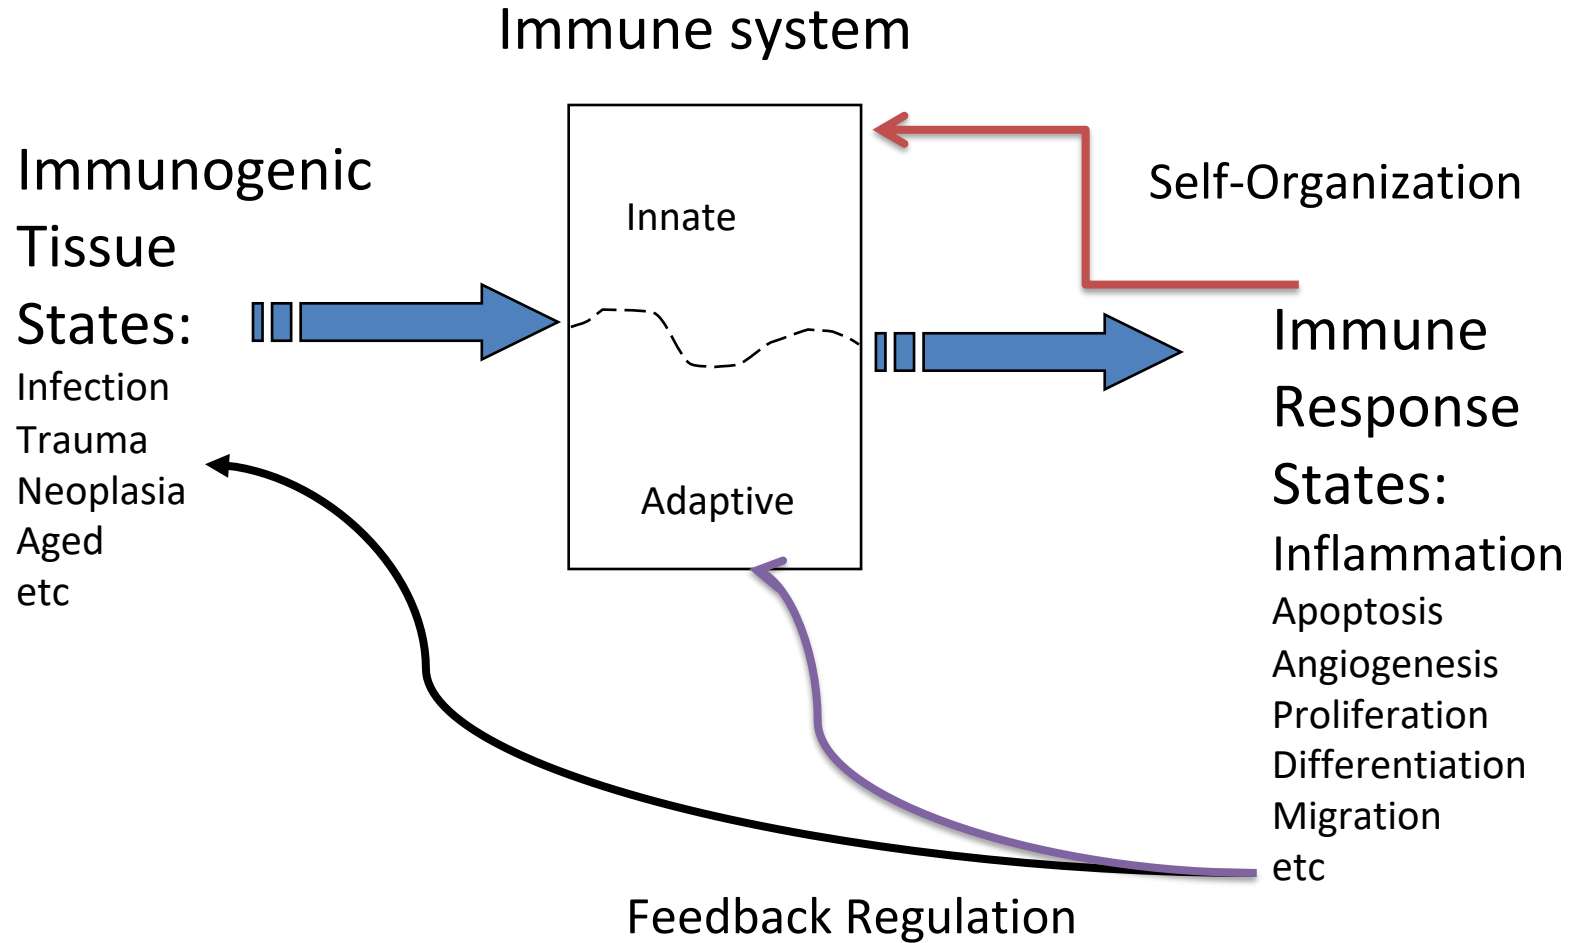 Immune system
Immunogenic
Tissue
States:
Infection
Trauma
Neoplasia
Aged
etc
Innate
Adaptive
Self-Organization
Immune
Response
States:
Inflammation
Apoptosis
Angiogenesis
Proliferation
Differentiation
Migration
etc
Feedback Regulation